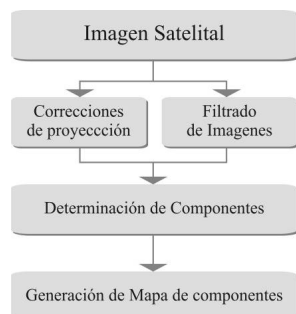 Imagen Satelital
Correcciones
de proyeccción
Filtrado
de Imagenes
Determinación de Componentes
Generación de Mapa de componentes